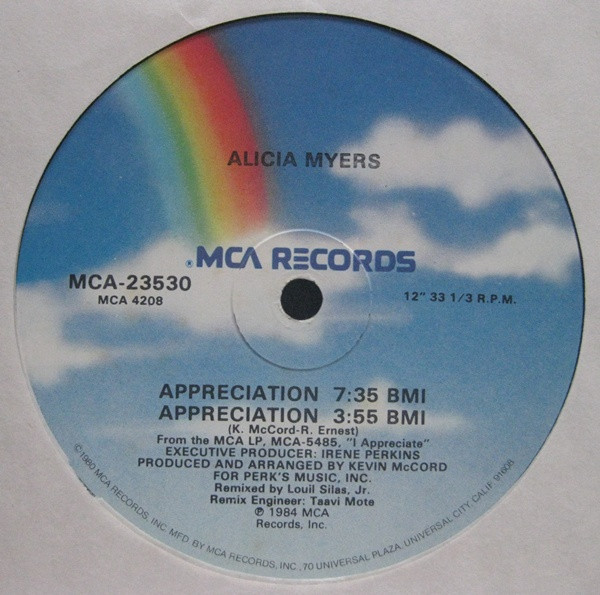 ALICIA MYERS
®MCA RECORDS
MCA-23530
MCA 4208
12" 33 1/3 R.P.M.
APPRECIATION 7:35 BMI
APPRECIATION 3:55 BMI
(K. McCord-R. Ernest)
From the MCA LP, MCA-5485, "I Appreciate"
EXECUTIVE PRODUCER: IRENE PERKINS
PRODUCED AND ARRANGED BY KEVIN McCORD
FOR PERK'S MUSIC, INC.
Remixed by Louil Silas, Jr.
Remix Engineer: Taavi Mote
℗ 1984 MCA
Records, Inc.
©1980 MCA RECORDS, INC. MFD. BY MCA RECORDS, INC., 70 UNIVERSAL PLAZA, UNIVERSAL CITY, CALIF. 91608